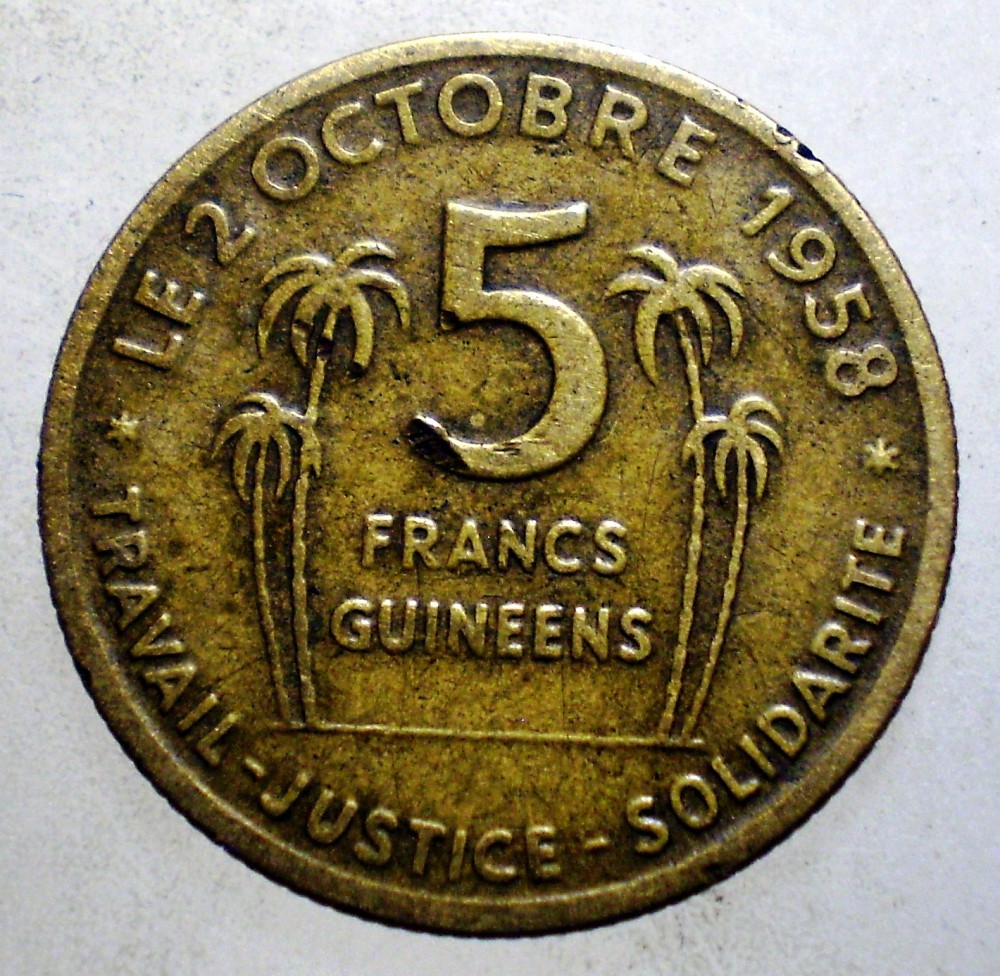 LE 2 OCTOBRE 1958
5
FRANCS
GUINEENS
* TRAVAIL - JUSTICE - SOLIDARITE *